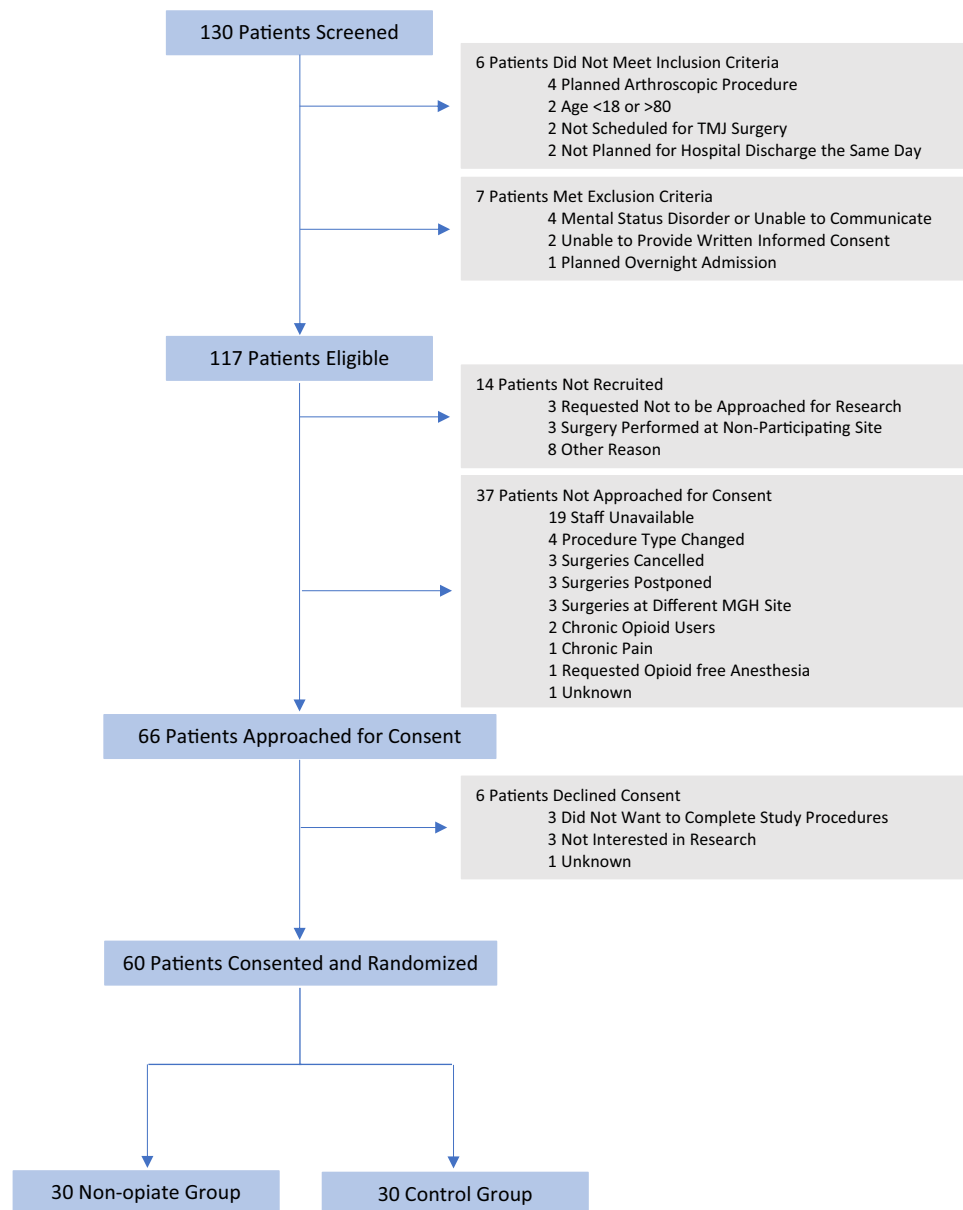 130 Patients Screened
6 Patients Did Not Meet Inclusion Criteria
4 Planned Arthroscopic Procedure
2 Age <18 or >80
2 Not Scheduled for TMJ Surgery
2 Not Planned for Hospital Discharge the Same Day
7 Patients Met Exclusion Criteria
4 Mental Status Disorder or Unable to Communicate
2 Unable to Provide Written Informed Consent
1 Planned Overnight Admission
117 Patients Eligible
14 Patients Not Recruited
3 Requested Not to be Approached for Research
3 Surgery Performed at Non-Participating Site
8 Other Reason
37 Patients Not Approached for Consent
19 Staff Unavailable
4 Procedure Type Changed
3 Surgeries Cancelled
3 Surgeries Postponed
3 Surgeries at Different MGH Site
2 Chronic Opioid Users
1 Chronic Pain
1 Requested Opioid free Anesthesia
1 Unknown
66 Patients Approached for Consent
6 Patients Declined Consent
3 Did Not Want to Complete Study Procedures
3 Not Interested in Research
1 Unknown
60 Patients Consented and Randomized
30 Non-opiate Group
30 Control Group